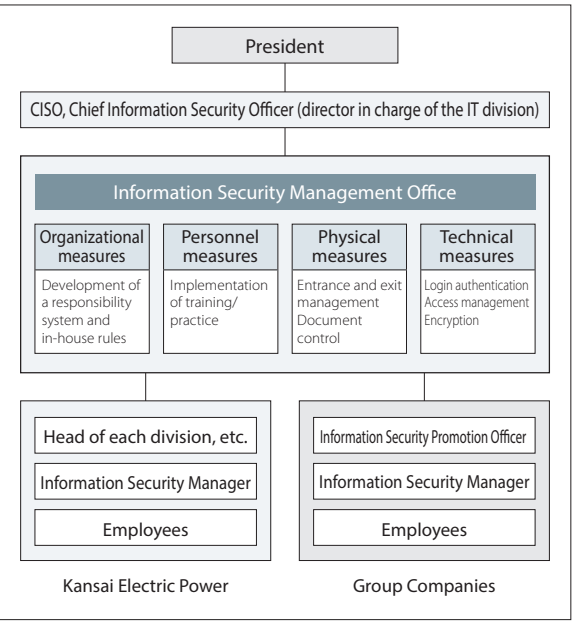 President
CISO, Chief Information Security Officer (director in charge of the IT division)
Information Security Management Office
Organizational
measures
Development of
a responsibility
system and
in-house rules
Personnel
measures
Implementation
of training/
practice
Physical
measures
Entrance and exit
management
Document
control
Technical
measures
Login authentication
Access management
Encryption
Head of each division, etc.
Information Security Manager
Employees
Kansai Electric Power
Information Security Promotion Officer
Information Security Manager
Employees
Group Companies